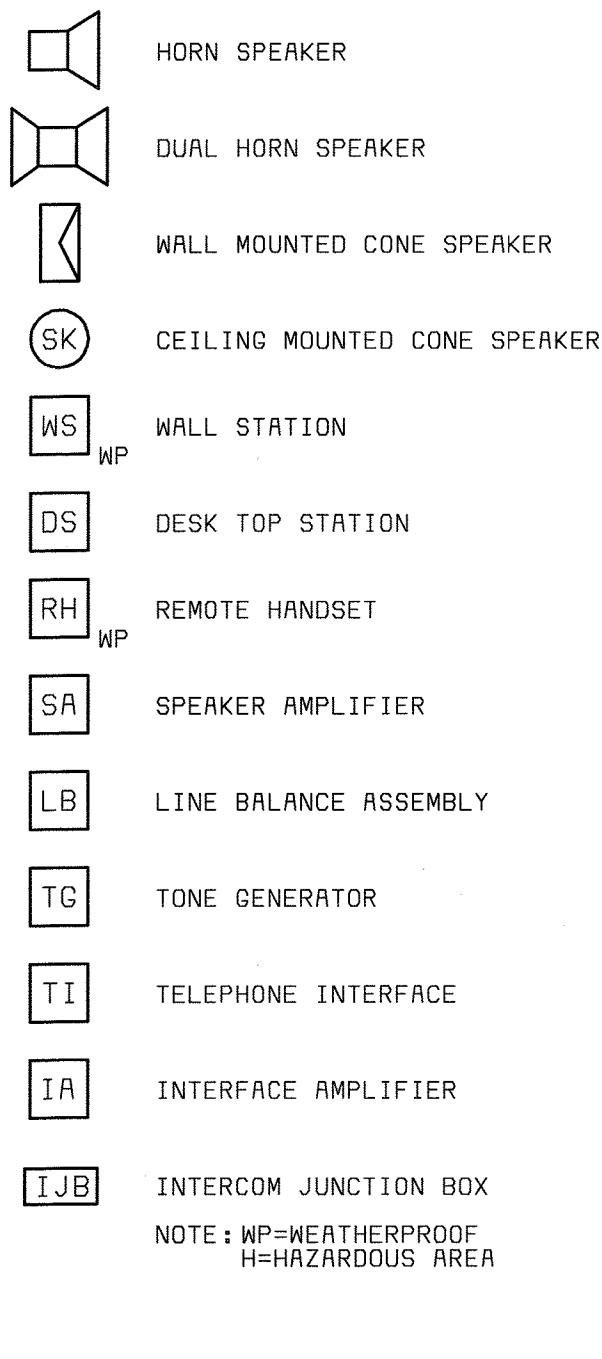 HORN SPEAKER
DUAL HORN SPEAKER
WALL MOUNTED CONE SPEAKER
SK CEILING MOUNTED CONE SPEAKER
WS WP WALL STATION
DS DESK TOP STATION
RH WP REMOTE HANDSET
SA SPEAKER AMPLIFIER
LB LINE BALANCE ASSEMBLY
TG TONE GENERATOR
TI TELEPHONE INTERFACE
IA INTERFACE AMPLIFIER
IJB INTERCOM JUNCTION BOX
NOTE: WP=WEATHERPROOF
H=HAZARDOUS AREA